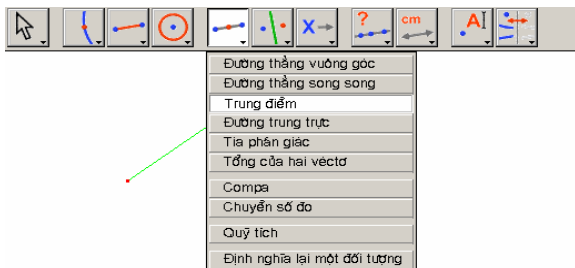 ?
cm
A
Đường thẳng vuông góc
Đường thẳng song song
Trung điểm
Đường trung trực
Tia phân giác
Tổng của hai véctơ
Compa
Chuyển số đo
Quỹ tích
Định nghĩa lại một đối tượng